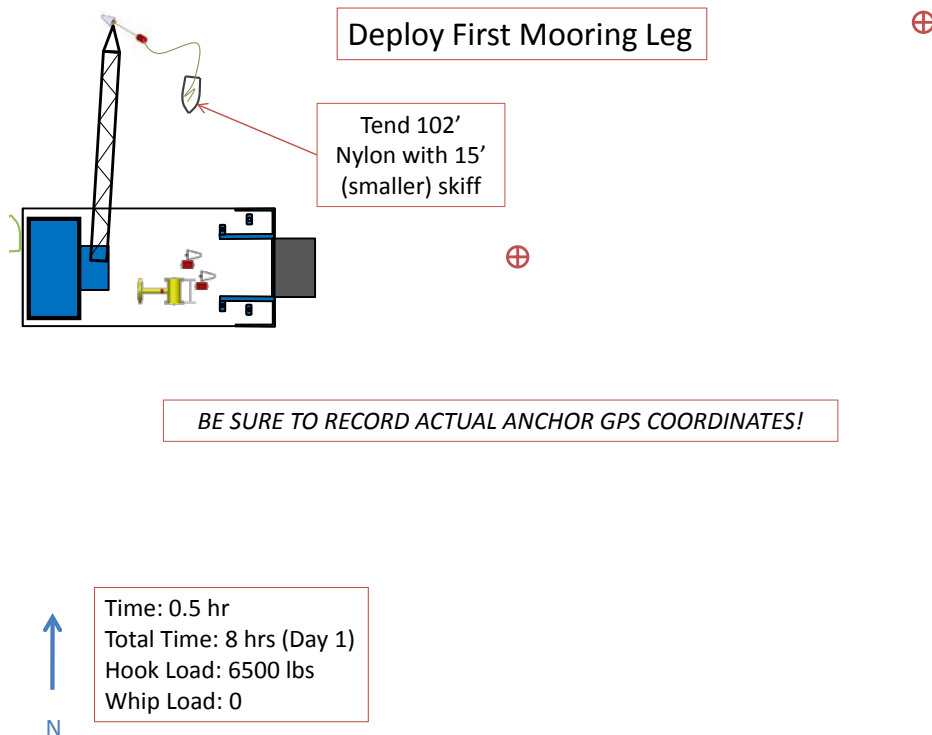 Deploy First Mooring Leg
Tend 102’
Nylon with 15’
(smaller) skiff
BE SURE TO RECORD ACTUAL ANCHOR GPS COORDINATES!
Time: 0.5 hr
Total Time: 8 hrs (Day 1)
Hook Load: 6500 lbs
Whip Load: 0
N